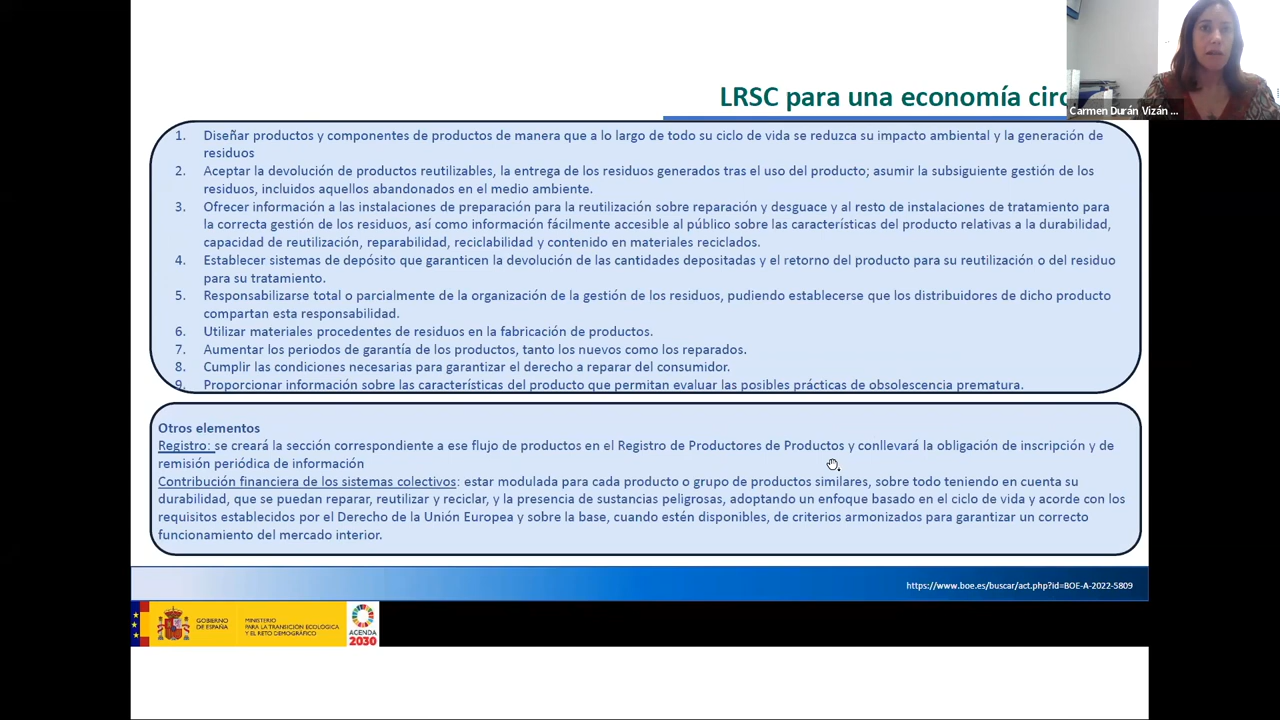 LRSC para una economía circ
Carmen Durán Vizán ...
1. Diseñar productos y componentes de productos de manera que a lo largo de todo su ciclo de vida se reduzca su impacto ambiental y la generación de
residuos
2. Aceptar la devolución de productos reutilizables, la entrega de los residuos generados tras el uso del producto; asumir la subsiguiente gestión de los
residuos, incluidos aquellos abandonados en el medio ambiente.
3. Ofrecer información a las instalaciones de preparación para la reutilización sobre reparación y desguace y al resto de instalaciones de tratamiento para
la correcta gestión de los residuos, así como información fácilmente accesible al público sobre las características del producto relativas a la durabilidad,
capacidad de reutilización, reparabilidad, reciclabilidad y contenido en materiales reciclados.
4. Establecer sistemas de depósito que garanticen la devolución de las cantidades depositadas y el retorno del producto para su reutilización o del residuo
para su tratamiento.
5. Responsabilizarse total o parcialmente de la organización de la gestión de los residuos, pudiendo establecerse que los distribuidores de dicho producto
compartan esta responsabilidad.
6. Utilizar materiales procedentes de residuos en la fabricación de productos.
7. Aumentar los periodos de garantía de los productos, tanto los nuevos como los reparados.
8. Cumplir las condiciones necesarias para garantizar el derecho a reparar del consumidor.
9. Proporcionar información sobre las características del producto que permitan evaluar las posibles prácticas de obsolescencia prematura.
Otros elementos
Registro: se creará la sección correspondiente a ese flujo de productos en el Registro de Productores de Productos y conllevará la obligación de inscripción y de
remisión periódica de información
Contribución financiera de los sistemas colectivos: estar modulada para cada producto o grupo de productos similares, sobre todo teniendo en cuenta su
durabilidad, que se puedan reparar, reutilizar y reciclar, y la presencia de sustancias peligrosas, adoptando un enfoque basado en el ciclo de vida y acorde con los
requisitos establecidos por el Derecho de la Unión Europea y sobre la base, cuando estén disponibles, de criterios armonizados para garantizar un correcto
funcionamiento del mercado interior.
https://www.boe.es/buscar/act.php?id=BOE-A-2022-5809
GOBIERNO
DE ESPAÑA
MINISTERIO
PARA LA TRANSICIÓN ECOLÓGICA
Y EL RETO DEMOGRÁFICO
AGENDA
2030